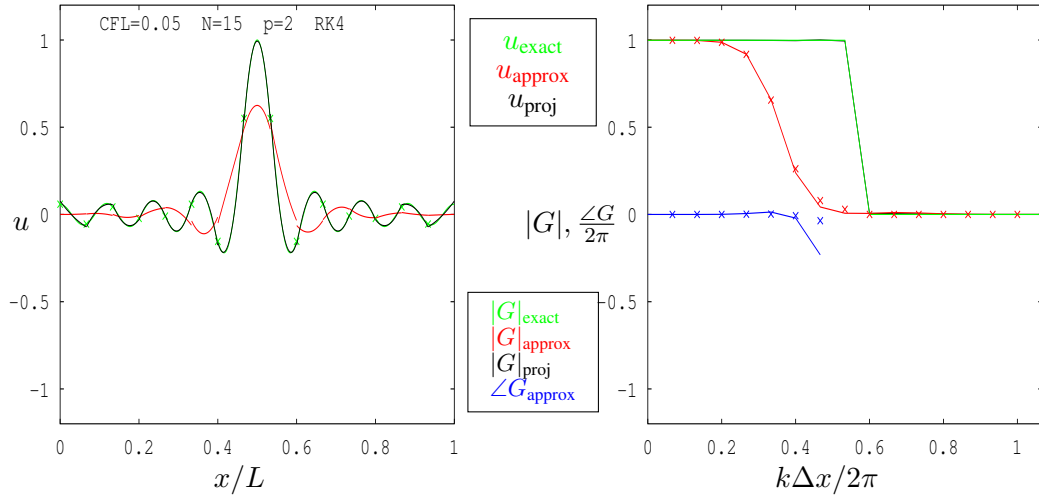 CFL=0.05 N=15 p=2 RK4
1
0.5
0
-0.5
-1
u
0 0.2 0.4 0.6 0.8 1
x/L
u_exact
u_approx
u_proj
|G|_exact
|G|_approx
|G|_proj
∠G_approx
1
0.5
0
-0.5
-1
|G|, ∠G/2π
0 0.2 0.4 0.6 0.8 1
kΔx/2π